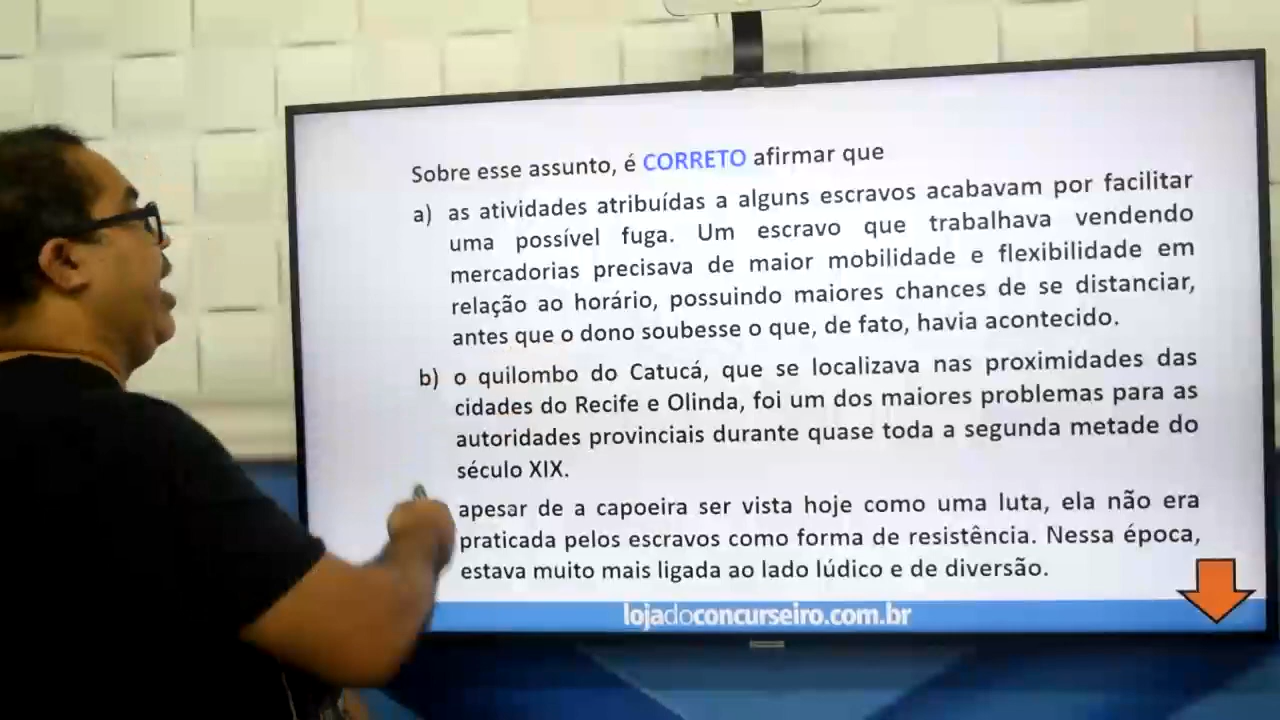 Sobre esse assunto, é CORRETO afirmar que
a) as atividades atribuídas a alguns escravos acabavam por facilitar
uma possível fuga. Um escravo que trabalhava vendendo
mercadorias precisava de maior mobilidade e flexibilidade em
relação ao horário, possuindo maiores chances de se distanciar,
antes que o dono soubesse o que, de fato, havia acontecido.
b) o quilombo do Catucá, que se localizava nas proximidades das
cidades do Recife e Olinda, foi um dos maiores problemas para as
autoridades provinciais durante quase toda a segunda metade do
século XIX.
apesar de a capoeira ser vista hoje como uma luta, ela não era
praticada pelos escravos como forma de resistência. Nessa época,
estava muito mais ligada ao lado lúdico e de diversão.
lojadoconcurseiro.com.br